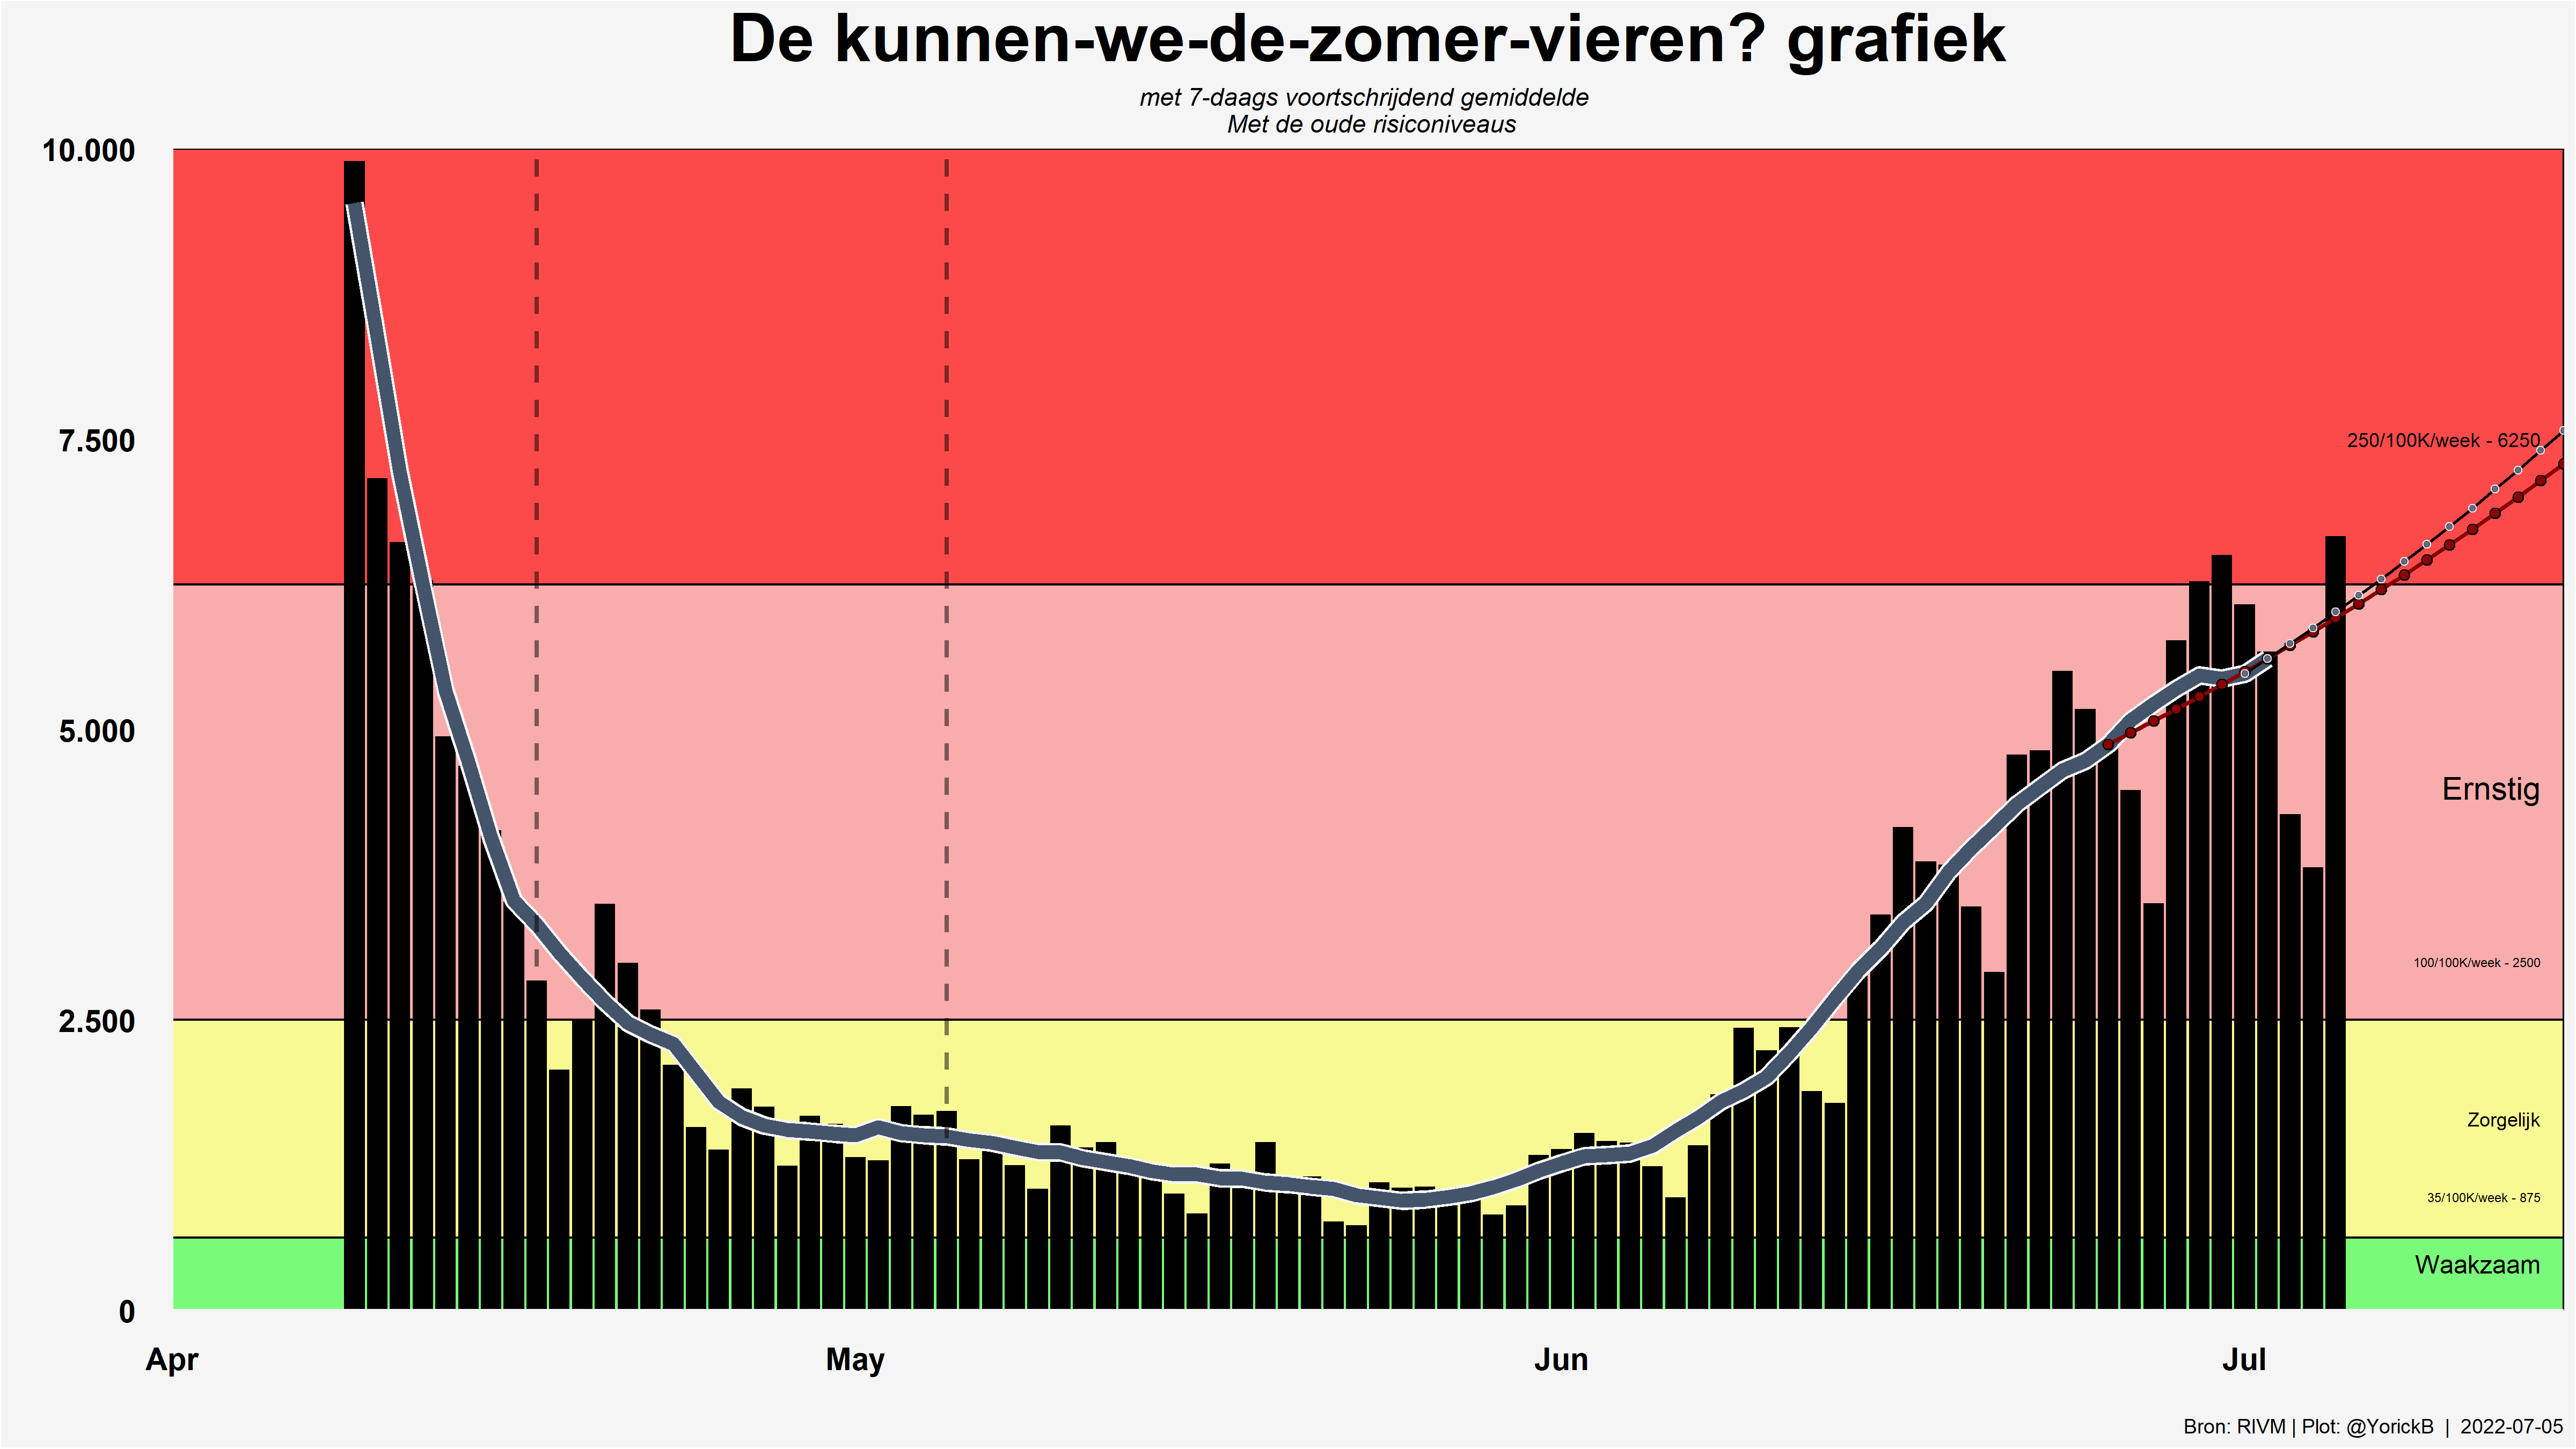 De kunnen-we-de-zomer-vieren? grafiek
met 7-daags voortschrijdend gemiddelde
Met de oude risiconiveaus
10.000
7.500
250/100K/week - 6250
5.000
Ernstig
100/100K/week - 2500
2.500
Zorgelijk
35/100K/week - 875
Waakzaam
0
Apr May Jun Jul
Bron: RIVM | Plot: @YorickB | 2022-07-05